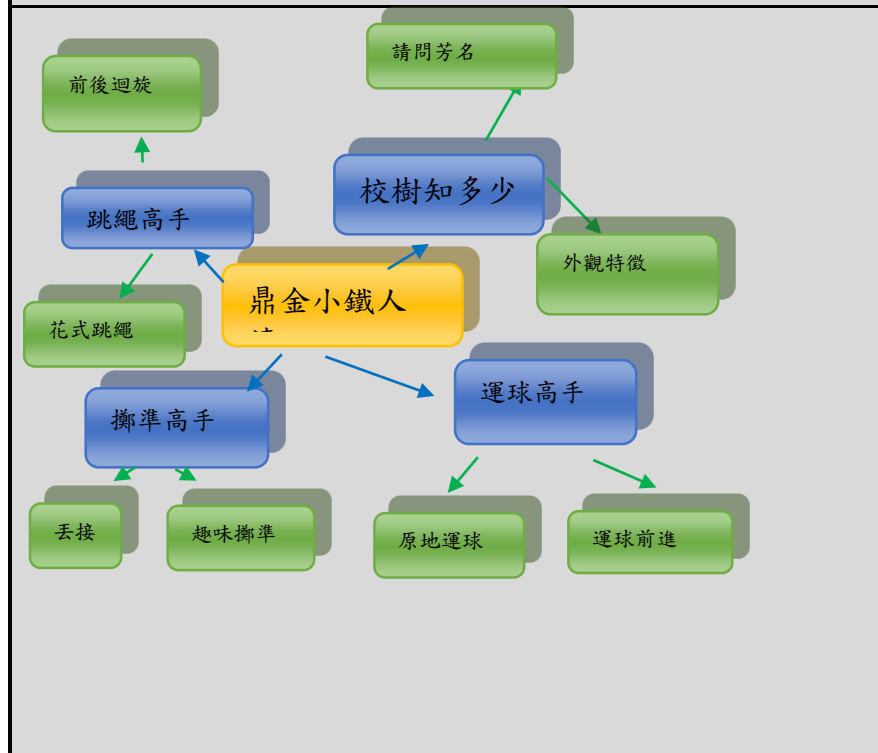 請問芳名
前後迴旋
校樹知多少
跳繩高手
外觀特徵
鼎金小鐵人
花式跳繩
運球高手
擲準高手
丟接
趣味擲準
原地運球
運球前進